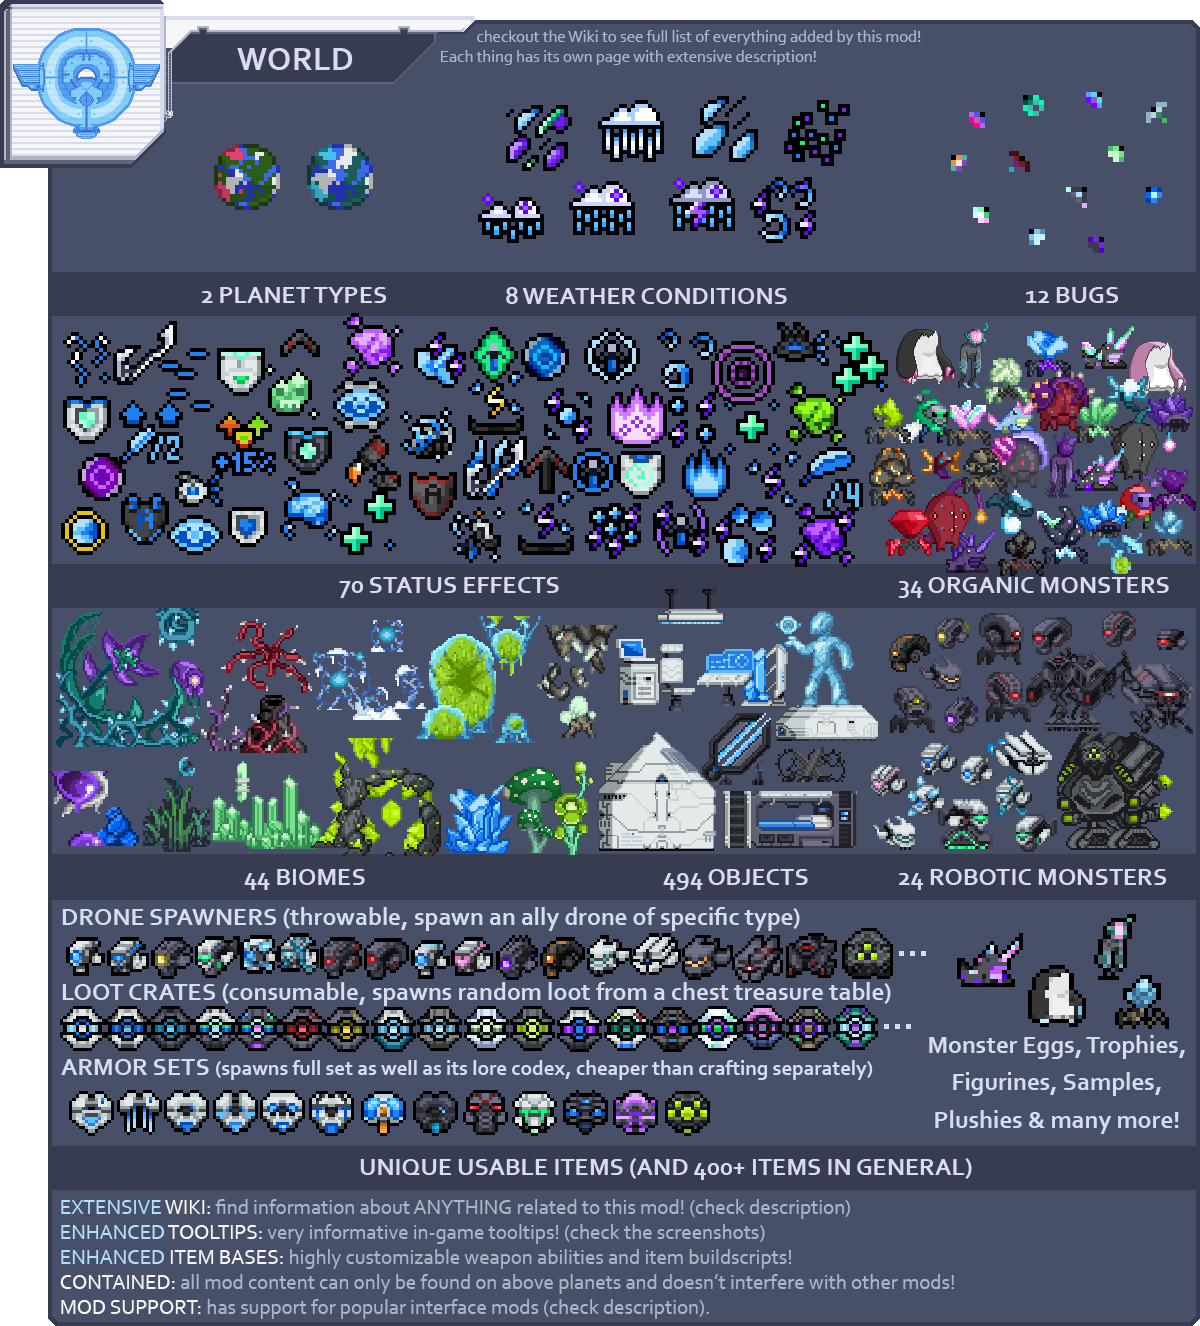 WORLD
checkout the Wiki to see full list of everything added by this mod!
Each thing has its own page with extensive description!
2 PLANET TYPES
8 WEATHER CONDITIONS
12 BUGS
1/2
+15%
1/4
70 STATUS EFFECTS
34 ORGANIC MONSTERS
44 BIOMES
494 OBJECTS
24 ROBOTIC MONSTERS
DRONE SPAWNERS (throwable, spawn an ally drone of specific type)
...
LOOT CRATES (consumable, spawns random loot from a chest treasure table)
...
ARMOR SETS (spawns full set as well as its lore codex, cheaper than crafting separately)
Monster Eggs, Trophies,
Figurines, Samples,
Plushies & many more!
UNIQUE USABLE ITEMS (AND 400+ ITEMS IN GENERAL)
EXTENSIVE WIKI: find information about ANYTHING related to this mod! (check description)
ENHANCED TOOLTIPS: very informative in-game tooltips! (check the screenshots)
ENHANCED ITEM BASES: highly customizable weapon abilities and item buildscripts!
CONTAINED: all mod content can only be found on above planets and doesn't interfere with other mods!
MOD SUPPORT: has support for popular interface mods (check description).